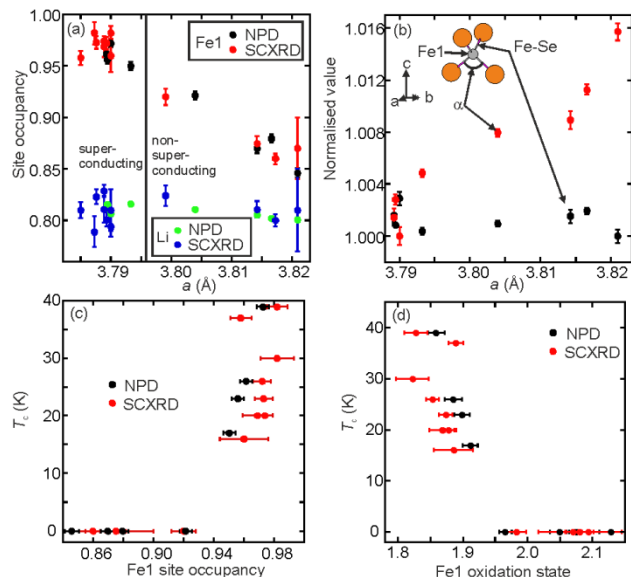 (a)
Fe1
NPD
SCXRD
Site occupancy
1.00
0.95
0.90
0.85
0.80
super-
conducting
non-
super-
conducting
Li
NPD
SCXRD
3.79
3.80
3.81
3.82
a (Å)
(b)
Fe1
Fe-Se
c
a
b
α
Normalised value
1.016
1.012
1.008
1.004
1.000
3.79
3.80
3.81
3.82
a (Å)
(c)
NPD
SCXRD
Tc (K)
40
30
20
10
0
0.86
0.90
0.94
0.98
Fe1 site occupancy
(d)
NPD
SCXRD
Tc (K)
40
30
20
10
0
1.8
1.9
2.0
2.1
Fe1 oxidation state